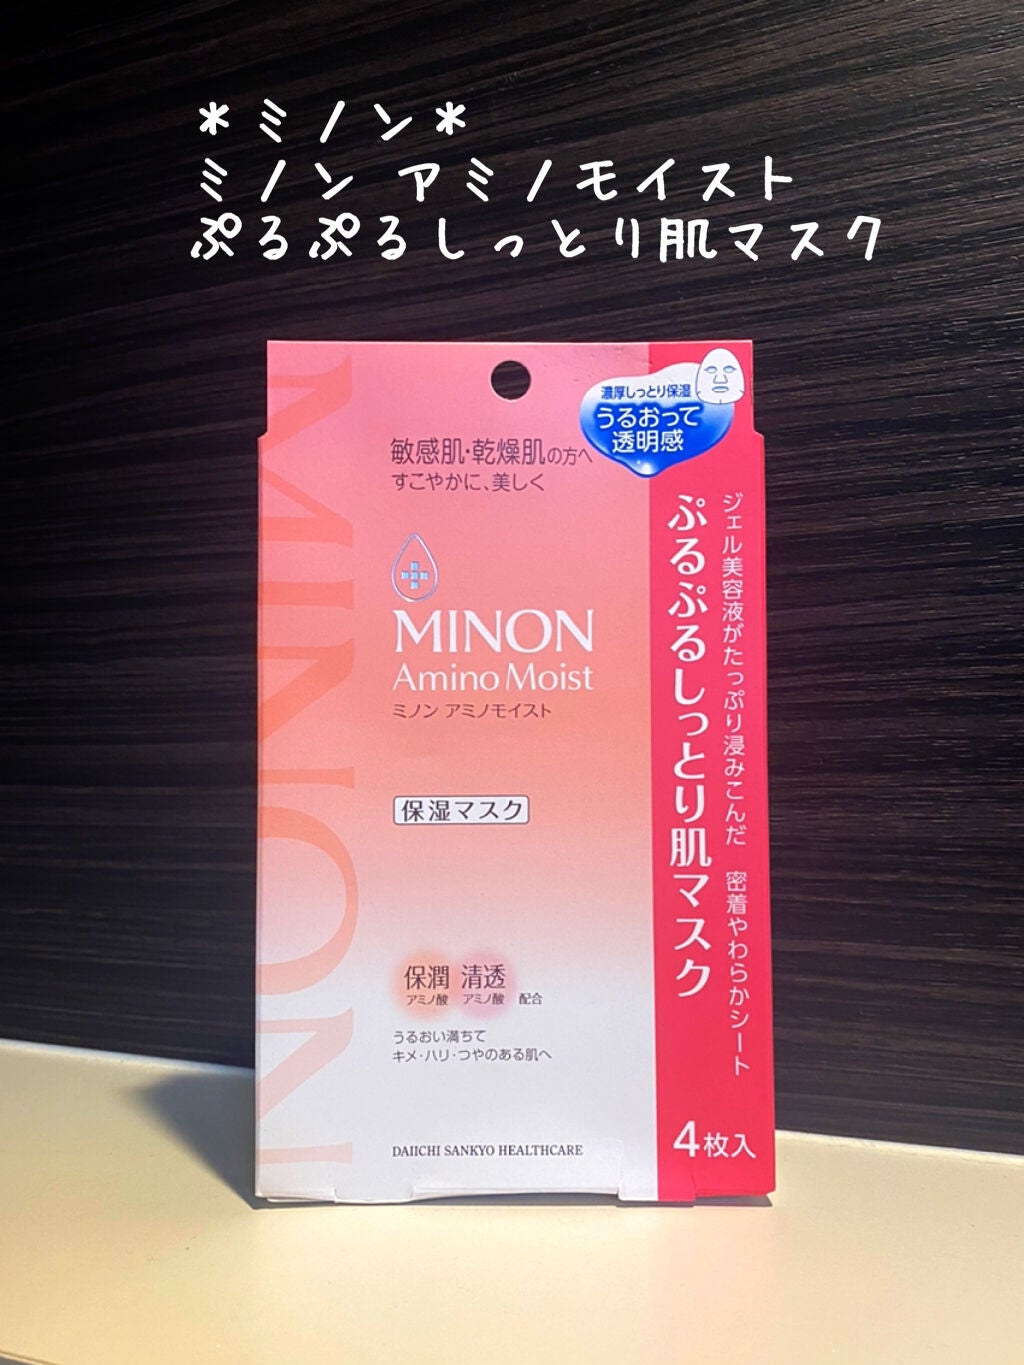 *ミノン*
ミノン アミノモイスト
ぷるぷるしっとり肌マスク
MINON
敏感肌・乾燥肌の方へ
すこやかに、美しく
MINON
Amino Moist
ミノン アミノモイスト
保湿マスク
保潤 清透
アミノ酸 アミノ酸 配合
うるおい満ちて
キメ・ハリ・つやのある肌へ
DAIICHI SANKYO HEALTHCARE
濃厚しっとり保湿
うるおって
透明感
ジェル美容液がたっぷり浸みこんだ 密着やわらかシート
ぷるぷるしっとり肌マスク
4枚入